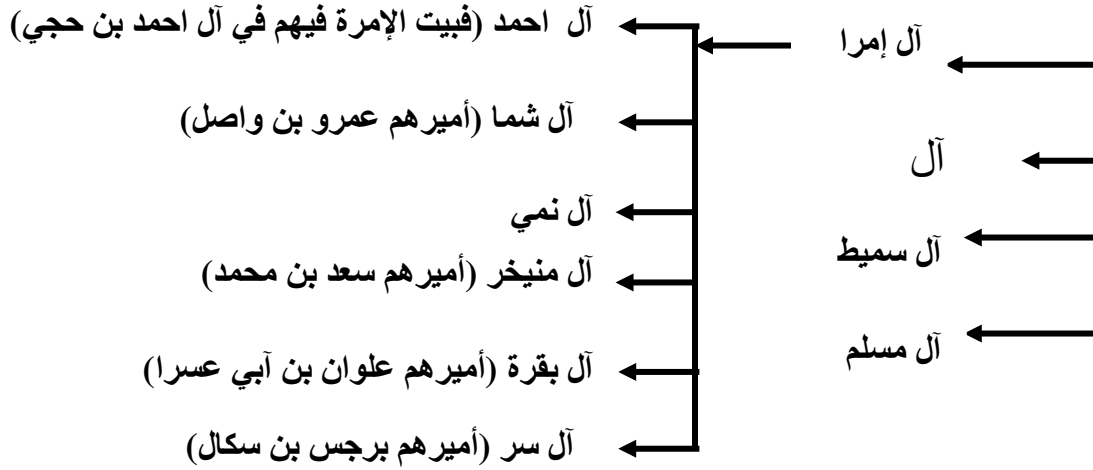 آل إمرا
آل
آل سميط
آل مسلم
آل احمد (فبيت الإمرة فيهم في آل احمد بن حجي)
آل شما (أميرهم عمرو بن واصل)
آل نمي
آل منيخر (أميرهم سعد بن محمد)
آل بقرة (أميرهم علوان بن آبي عسرا)
آل سر (أميرهم برجس بن سكال)